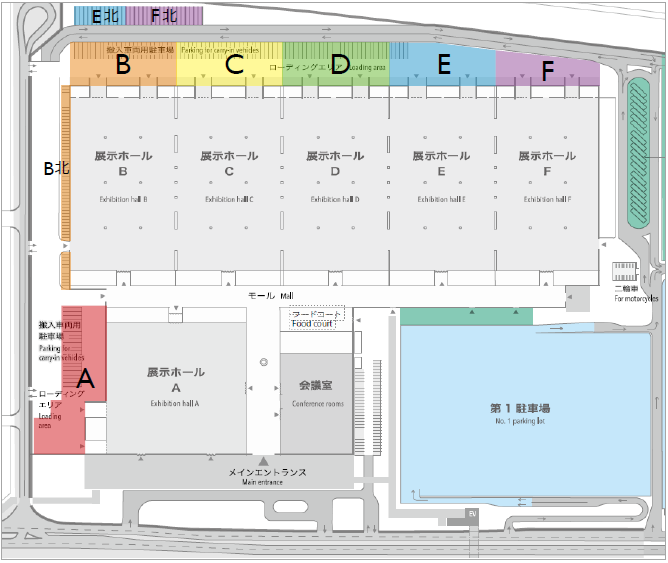 E北 F北
搬入車両用駐車場 Parking for carry-in vehicles
B C D E F
ローディングエリア Loading area
B北
展示ホール
B
Exhibition hall B
展示ホール
C
Exhibition hall C
展示ホール
D
Exhibition hall D
展示ホール
E
Exhibition hall E
展示ホール
F
Exhibition hall F
二輪車
For motorcycles
モール Mall
フードコート
Food court
搬入車両用
駐車場
Parking for
carry-in vehicles
A
ローディング
エリア
Loading
area
展示ホール
A
Exhibition hall A
会議室
Conference rooms
第1駐車場
No. 1 parking lot
メインエントランス
Main entrance
EV